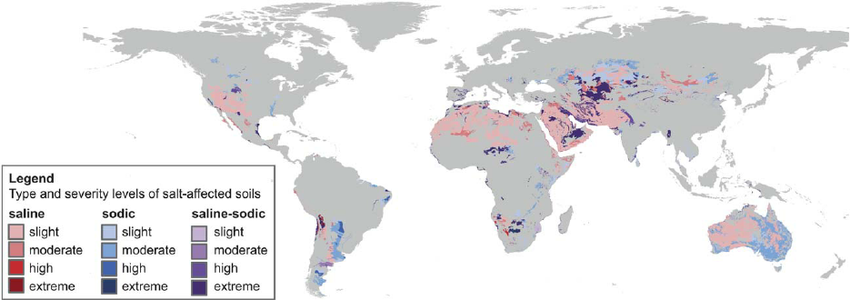 Legend
Type and severity levels of salt-affected soils
saline sodic saline-sodic
slight slight slight
moderate moderate moderate
high high high
extreme extreme extreme